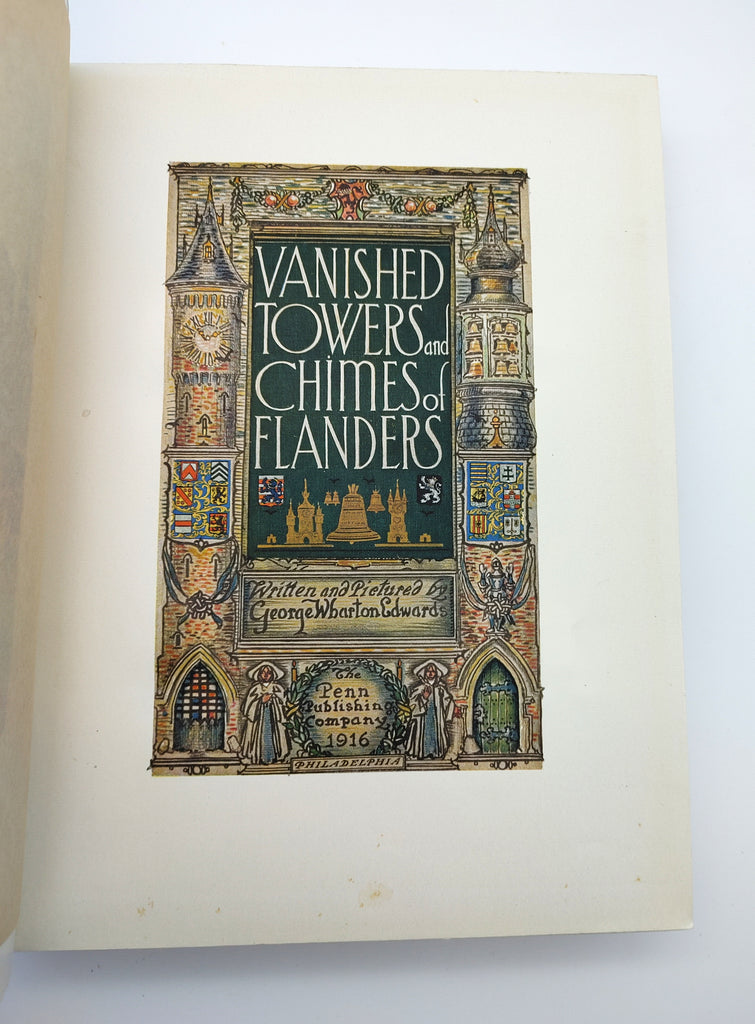 VANISHED
TOWERS and
CHIMES of
FLANDERS
Written and Pictured by
George Wharton Edwards
The
Penn
Publishing
Company
1916
PHILADELPHIA